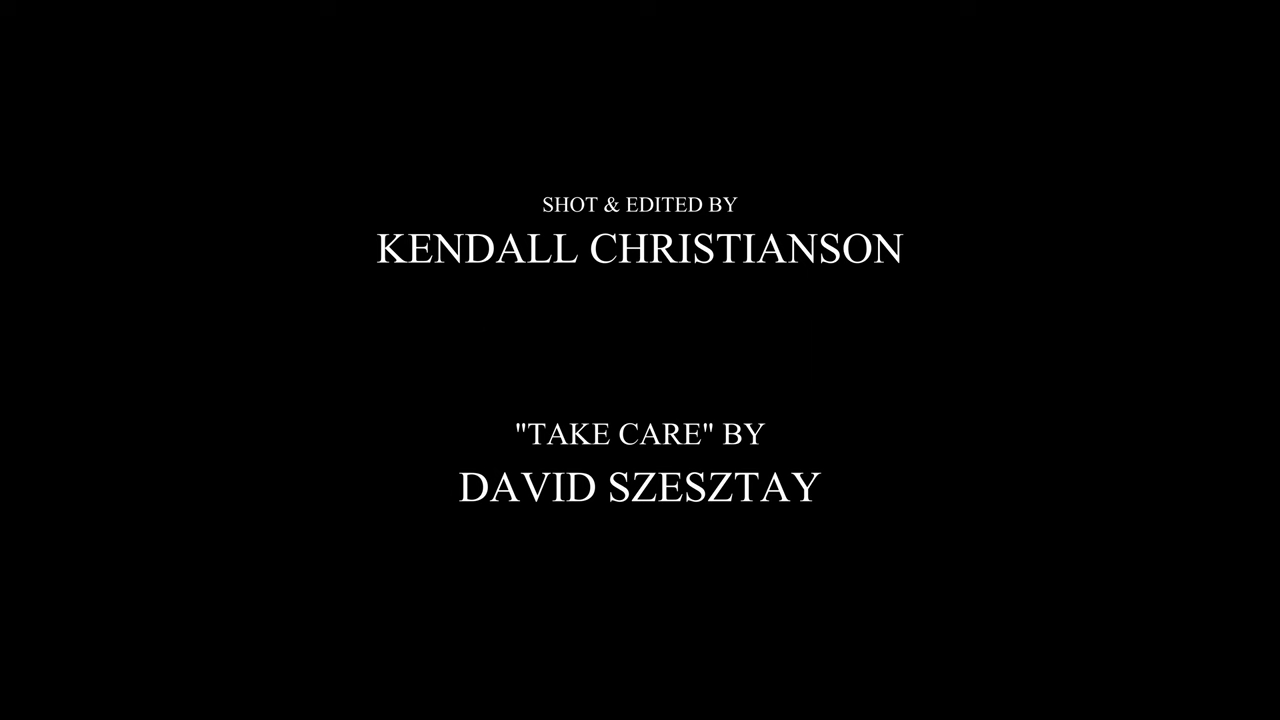 SHOT & EDITED BY
KENDALL CHRISTIANSON
"TAKE CARE" BY
DAVID SZESZTAY